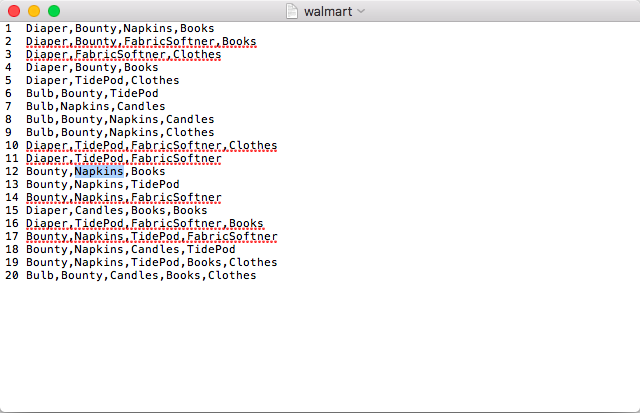 walmart
1 Diaper,Bounty,Napkins,Books
2 Diaper,Bounty,FabricSoftner,Books
3 Diaper,FabricSoftner,Clothes
4 Diaper,Bounty,Books
5 Diaper,TidePod,Clothes
6 Bulb,Bounty,TidePod
7 Bulb,Napkins,Candles
8 Bulb,Bounty,Napkins,Candles
9 Bulb,Bounty,Napkins,Clothes
10 Diaper,TidePod,FabricSoftner,Clothes
11 Diaper,TidePod,FabricSoftner
12 Bounty,Napkins,Books
13 Bounty,Napkins,TidePod
14 Bounty,Napkins,FabricSoftner
15 Diaper,Candles,Books,Books
16 Diaper,TidePod,FabricSoftner,Books
17 Bounty,Napkins,TidePod,FabricSoftner
18 Bounty,Napkins,Candles,TidePod
19 Bounty,Napkins,TidePod,Books,Clothes
20 Bulb,Bounty,Candles,Books,Clothes